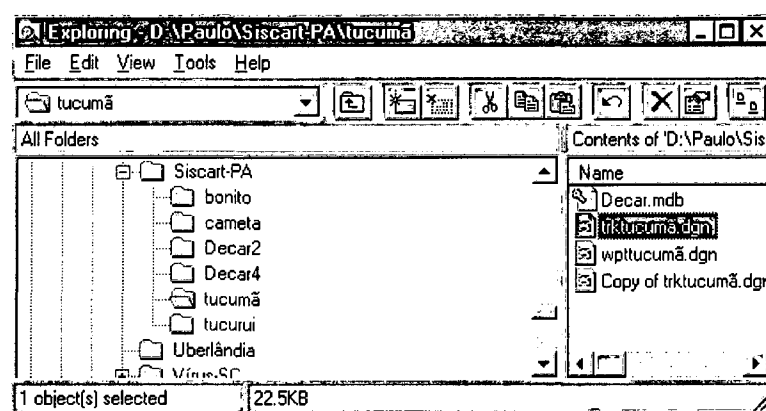 Exploring - D:\Paulo\Siscart-PA\tucumã
File Edit View Tools Help
tucumã
All Folders
Contents of 'D:\Paulo\Sis
Siscart-PA
bonito
cameta
Decar2
Decar4
tucumã
tucurui
Uberlândia
Vírus-SC
Name
Decar.mdb
trktucumã.dgn
wpttucumã.dgn
Copy of trktucumã.dgn
1 object(s) selected
22.5KB